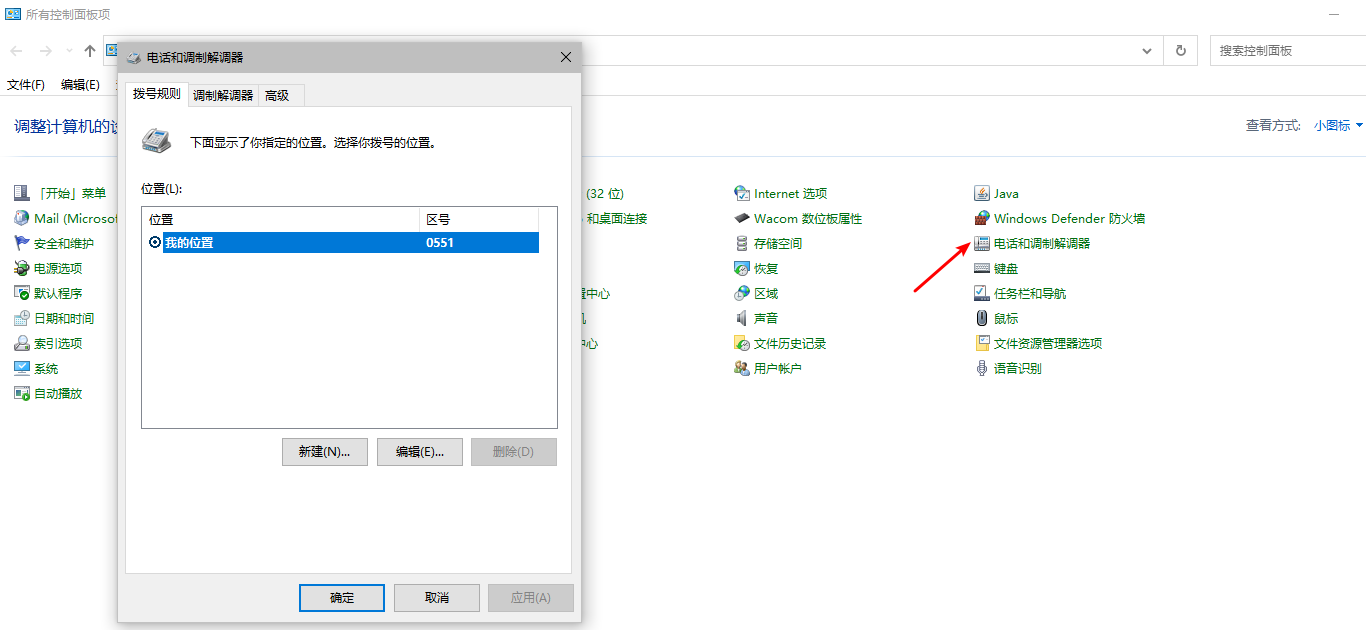 所有控制面板项
搜索控制面板
文件(F)
编辑(E)
调整计算机的设
查看方式:
小图标
电话和调制解调器
拨号规则
调制解调器
高级
下面显示了你指定的位置。选择你拨号的位置。
位置(L):
位置
区号
我的位置
0551
新建(N)...
编辑(E)...
删除(D)
确定
取消
应用(A)
「开始」菜单
Mail (Microsof
安全和维护
电源选项
默认程序
日期和时间
索引选项
系统
自动播放
(32 位)
和桌面连接
置中心
中心
Internet 选项
Wacom 数位板属性
存储空间
恢复
区域
声音
文件历史记录
用户帐户
Java
Windows Defender 防火墙
电话和调制解调器
键盘
任务栏和导航
鼠标
文件资源管理器选项
语音识别